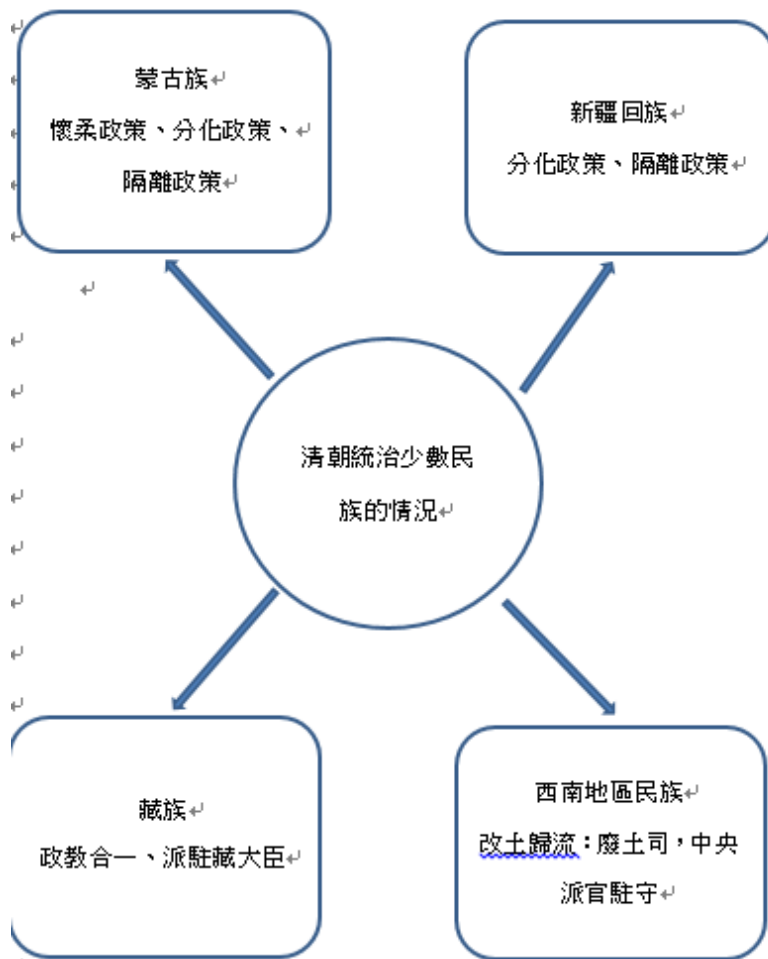 蒙古族
懷柔政策、分化政策、
隔離政策
新疆回族
分化政策、隔離政策
清朝統治少數民
族的情況
藏族
政教合一、派駐藏大臣
西南地區民族
改土歸流：廢土司，中央
派官駐守